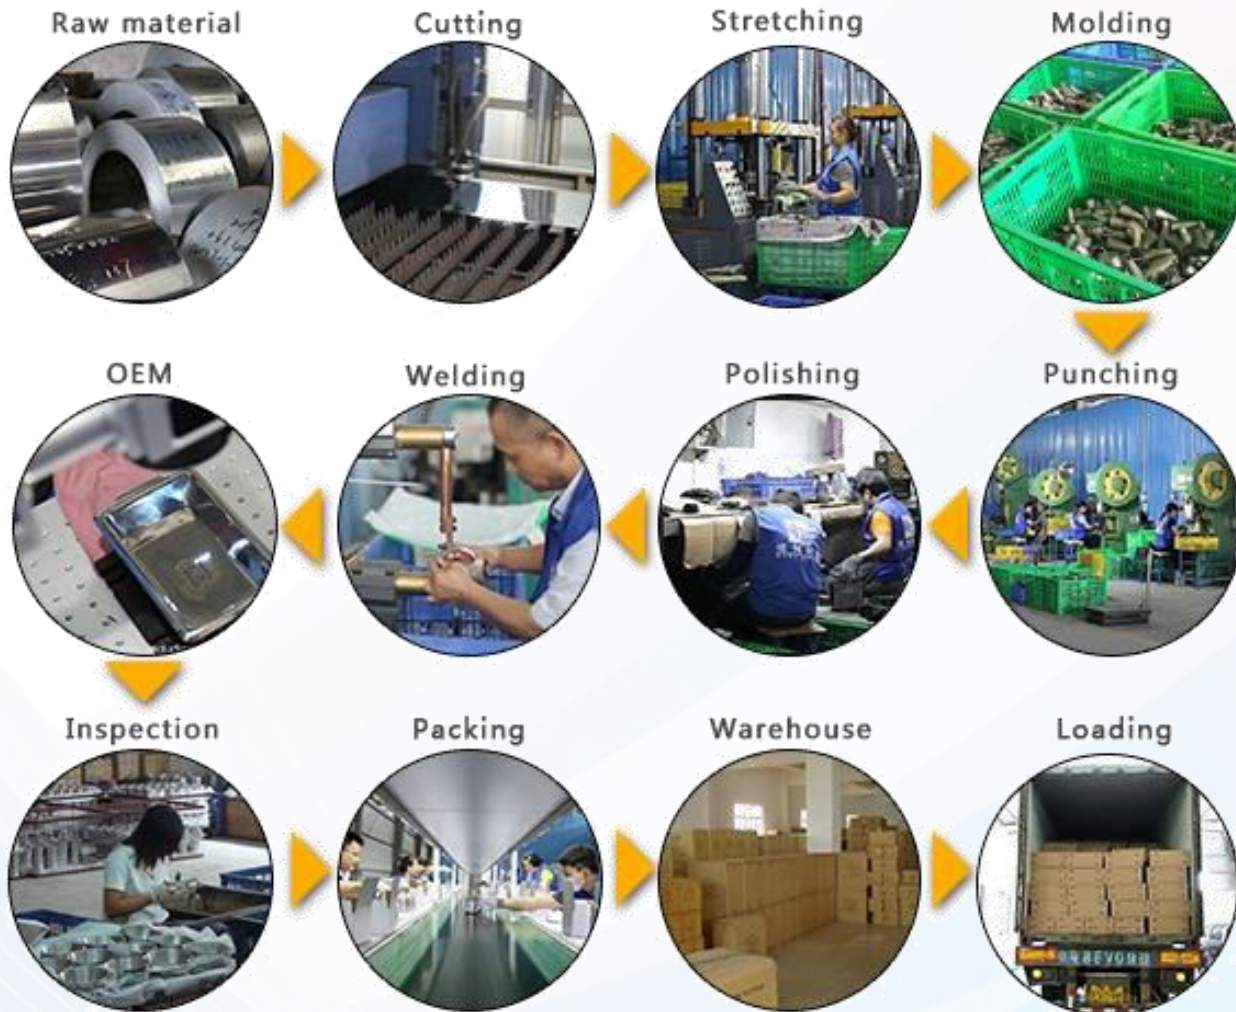 Raw material
Cutting
Stretching
Molding
OEM
Welding
Polishing
Punching
Inspection
Packing
Warehouse
Loading